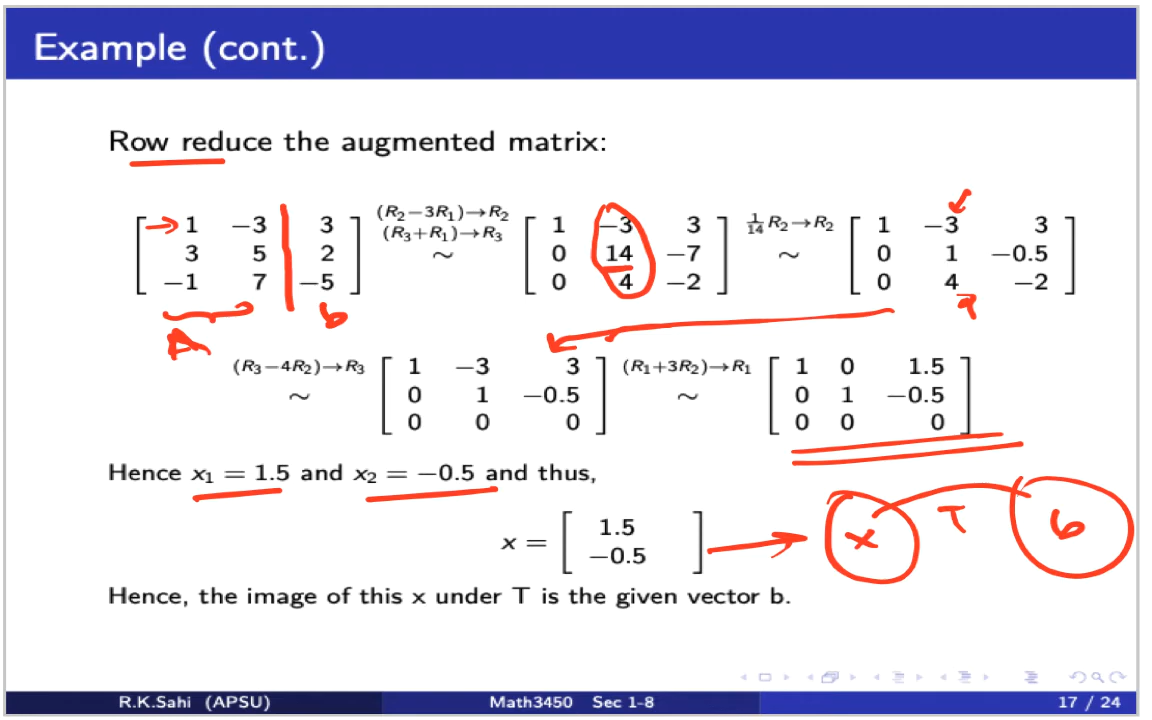 Example (cont.)
Row reduce the augmented matrix:
(R₂−3R₁)→R₂
(R₃+R₁)→R₃
1/14 R₂→R₂
[ 1 −3 3 ] [ 1 −3 3 ] [ 1 −3 3 ]
[ 3 5 2 ] ∼ [ 0 14 −7 ] ∼ [ 0 1 −0.5 ]
[ −1 7 −5 ] [ 0 4 −2 ] [ 0 4 −2 ]
A b
(R₃−4R₂)→R₃ [ 1 −3 3 ] (R₁+3R₂)→R₁ [ 1 0 1.5 ]
∼ [ 0 1 −0.5 ] ∼ [ 0 1 −0.5 ]
[ 0 0 0 ] [ 0 0 0 ]
Hence x₁ = 1.5 and x₂ = −0.5 and thus,
x = [ 1.5
−0.5 ]
x T b
Hence, the image of this x under T is the given vector b.
R.K.Sahi (APSU) Math3450 Sec 1-8 17 / 24